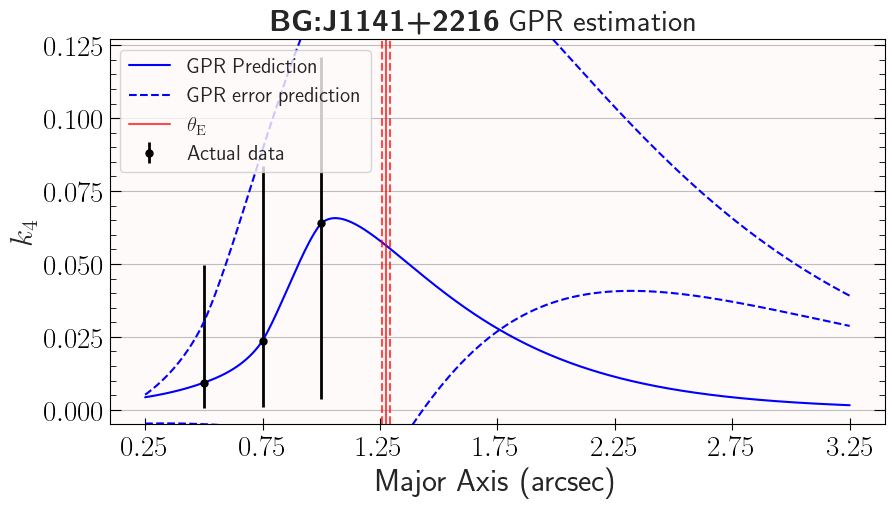 BG:J1141+2216 GPR estimation
0.125
0.100
0.075
0.050
0.025
0.000
k₄
GPR Prediction
GPR error prediction
θ_E
Actual data
0.25 0.75 1.25 1.75 2.25 2.75 3.25
Major Axis (arcsec)